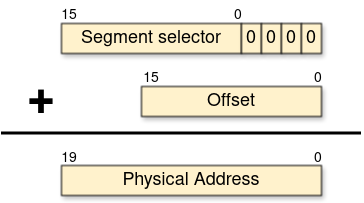 15 0
Segment selector 0 0 0 0
15 0
+ Offset
19 0
Physical Address